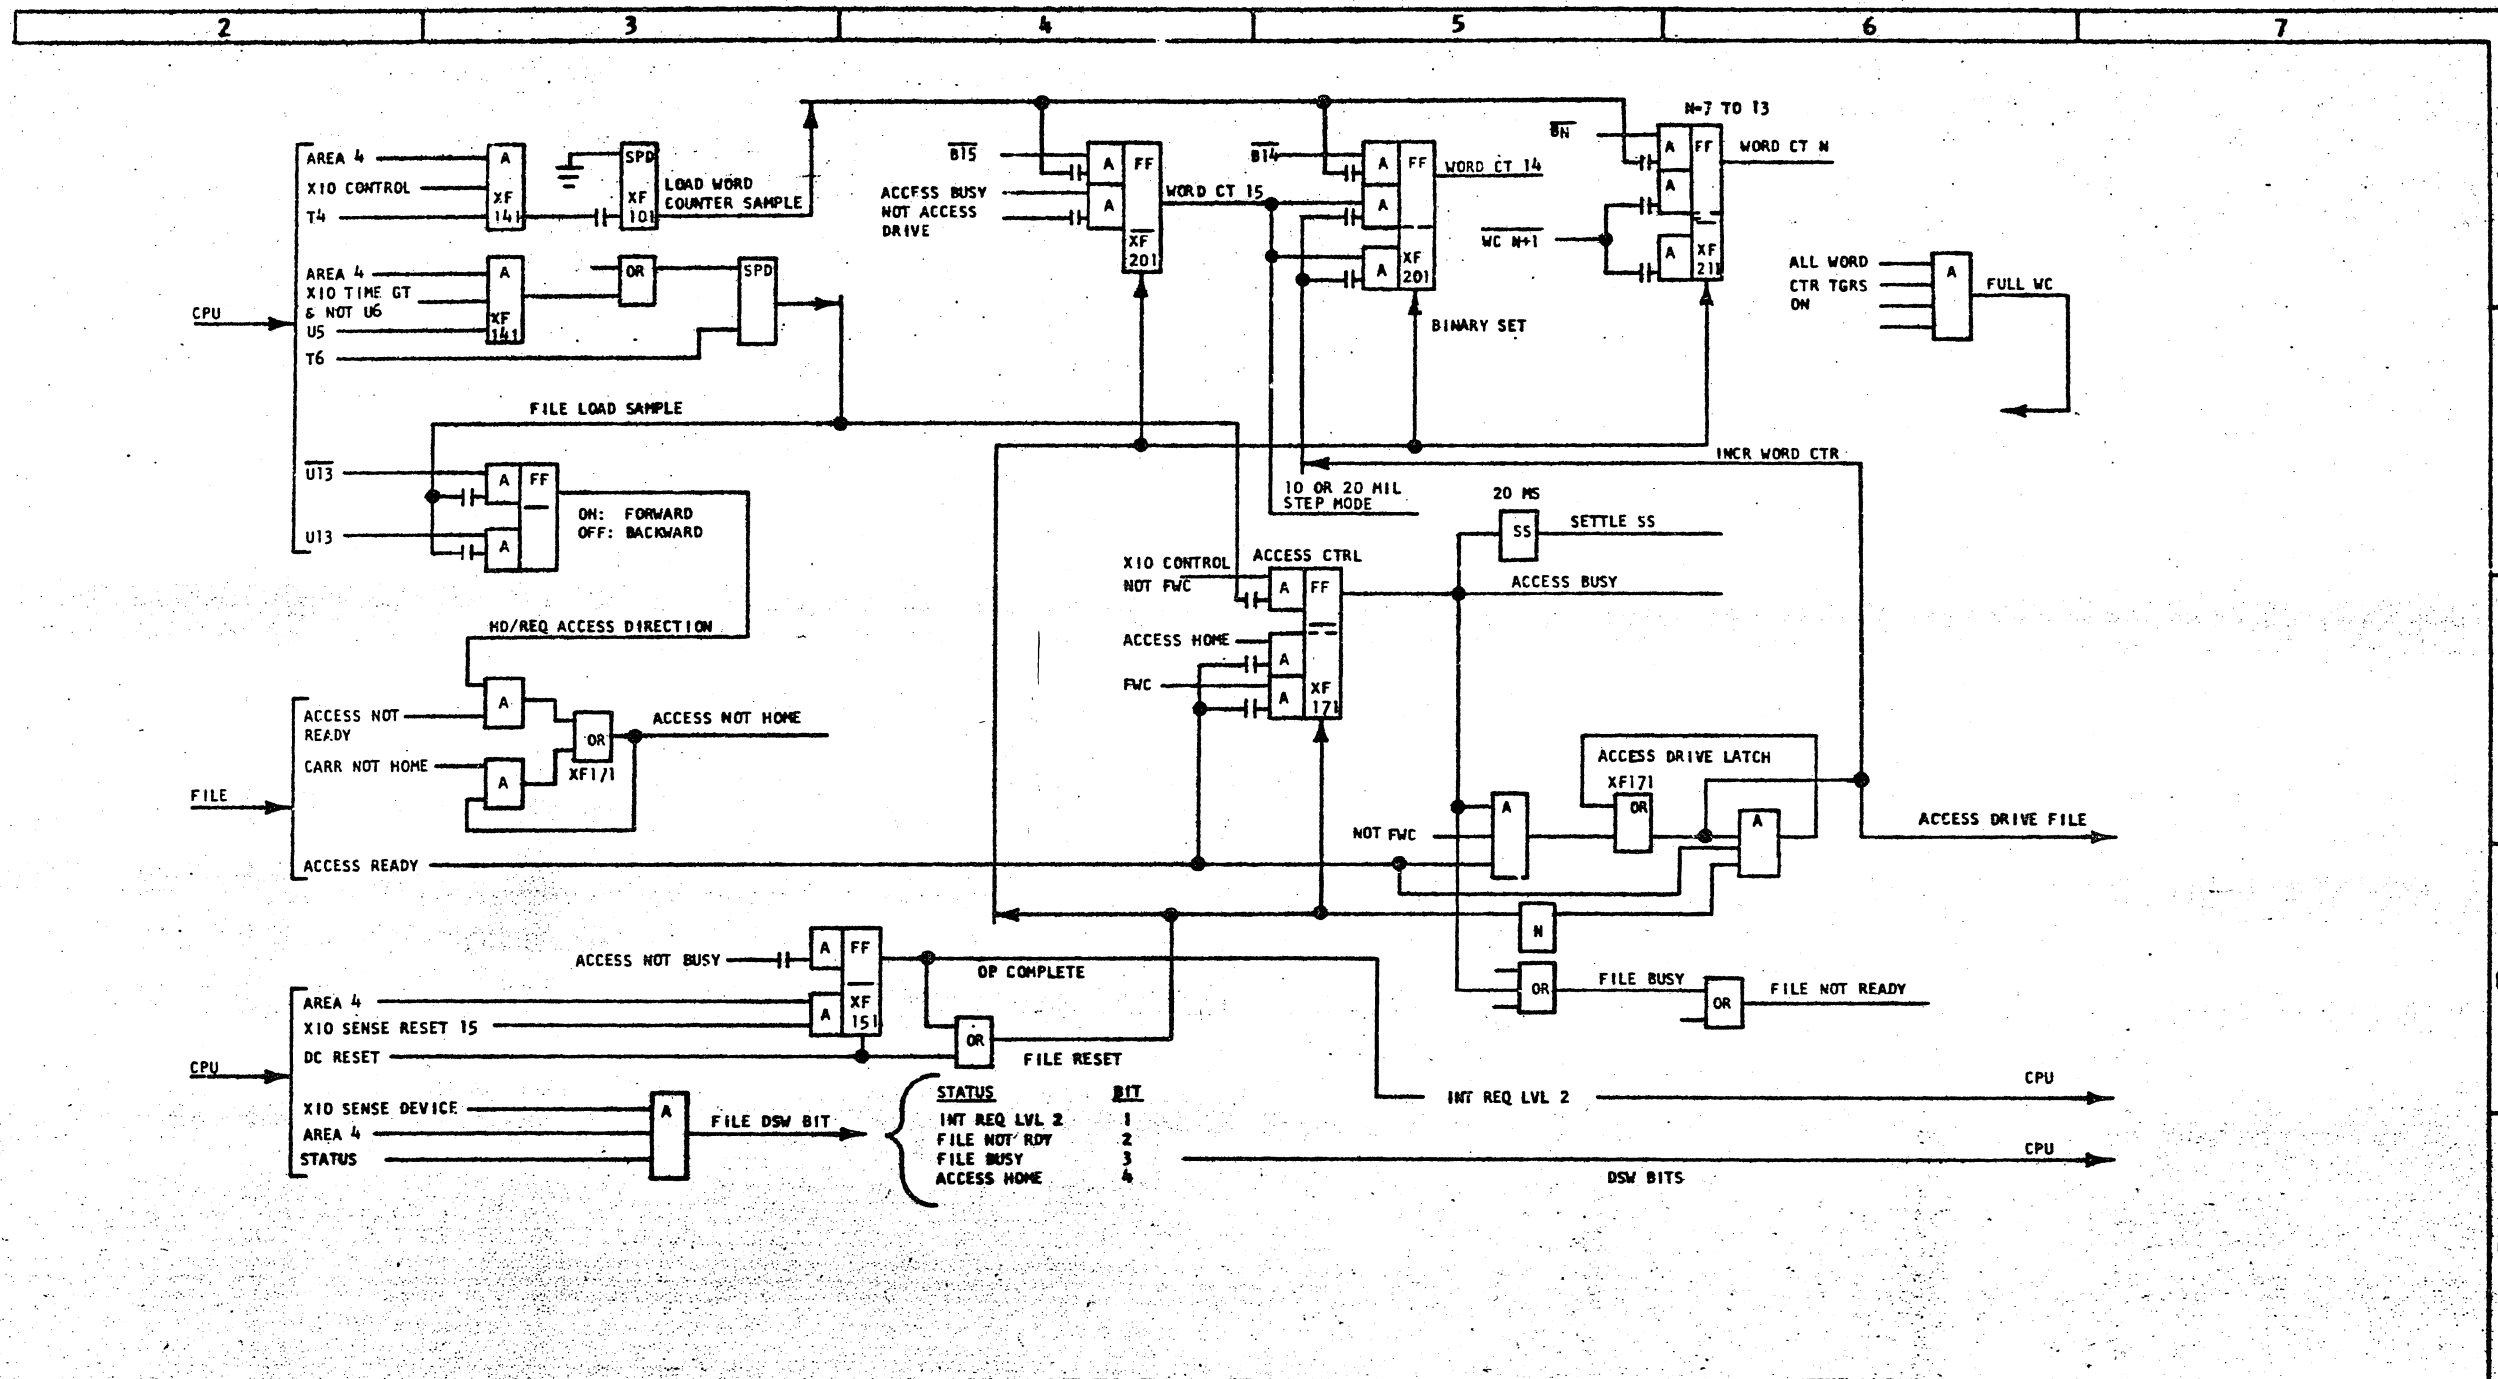 2 3 4 5 6 7
AREA 4
XIO CONTROL
T4
A
XF
141
SPD
XF
101
LOAD WORD
COUNTER SAMPLE
AREA 4
XIO TIME GT
& NOT U6
U5
T6
A
XF
141
OR
SPD
CPU
FILE LOAD SAMPLE
U13
U13
A FF
A
ON: FORWARD
OFF: BACKWARD
HD/REQ ACCESS DIRECTION
B15
ACCESS BUSY
NOT ACCESS
DRIVE
A FF
A
XF
201
WORD CT 15
B14
A FF
A
A
XF
201
WORD CT 14
BINARY SET
N=7 TO 13
BN
WC N+1
A FF
A
A
XF
211
WORD CT N
ALL WORD
CTR TGRS
ON
A
FULL WC
INCR WORD CTR
10 OR 20 MIL
STEP MODE
20 MS
SS
SETTLE SS
XIO CONTROL
NOT FWC
ACCESS CTRL
A FF
ACCESS BUSY
ACCESS HOME
A
FWC
A
XF
171
FILE
ACCESS NOT
READY
CARR NOT HOME
A
A
OR
XF171
ACCESS NOT HOME
ACCESS READY
NOT FWC
A
ACCESS DRIVE LATCH
XF171
OR
A
ACCESS DRIVE FILE
N
OR
FILE BUSY
OR
FILE NOT READY
ACCESS NOT BUSY
A FF
A
XF
151
OP COMPLETE
CPU
AREA 4
XIO SENSE RESET 15
DC RESET
OR
FILE RESET
XIO SENSE DEVICE
AREA 4
STATUS
A
FILE DSW BIT
STATUS BIT
INT REQ LVL 2 1
FILE NOT RDY 2
FILE BUSY 3
ACCESS HOME 4
INT REQ LVL 2
CPU
CPU
DSW BITS